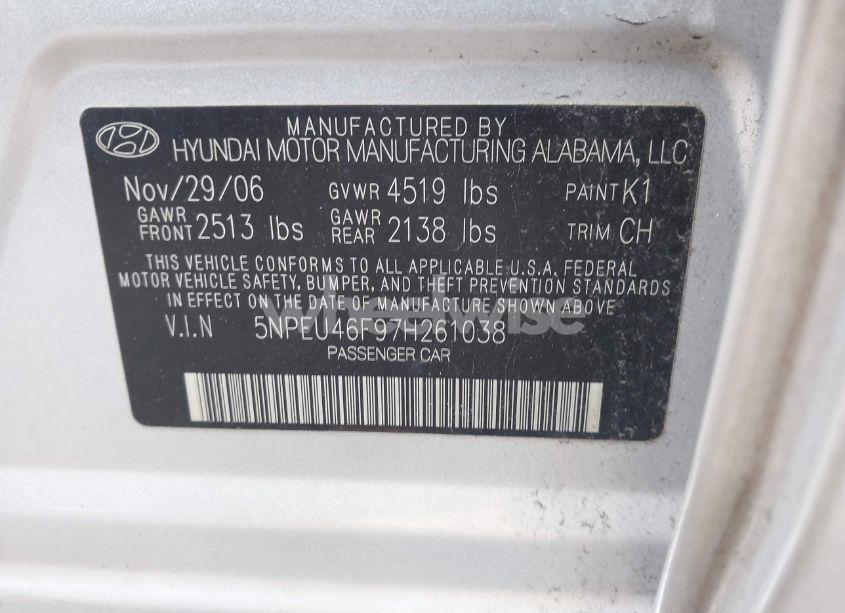 MANUFACTURED BY
HYUNDAI MOTOR MANUFACTURING ALABAMA, LLC
Nov/29/06 GVWR 4519 lbs PAINT K1
GAWR FRONT 2513 lbs GAWR REAR 2138 lbs TRIM CH
THIS VEHICLE CONFORMS TO ALL APPLICABLE U.S.A. FEDERAL
MOTOR VEHICLE SAFETY, BUMPER, AND THEFT PREVENTION STANDARDS
IN EFFECT ON THE DATE OF MANUFACTURE SHOWN ABOVE
V.I.N 5NPEU46F97H261038
PASSENGER CAR
wheelwise